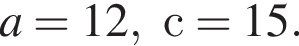 a = 12, c = 15.